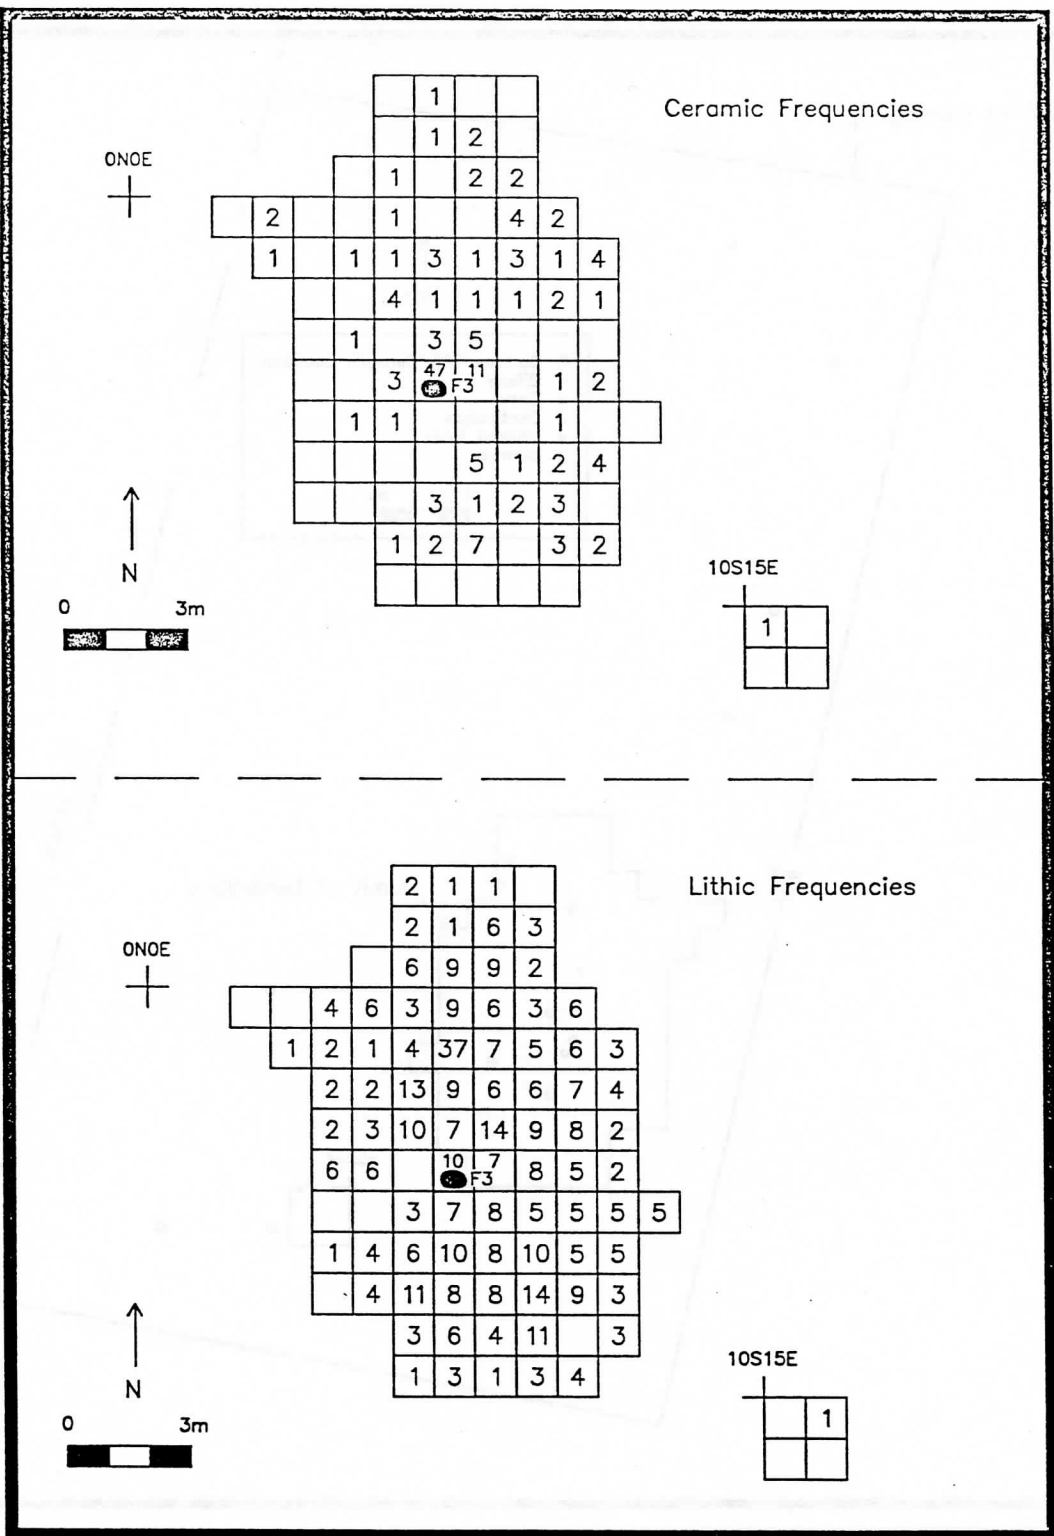 Ceramic Frequencies
1
1 2
0N0E
1 2 2
2 1 4 2
1 1 1 3 1 3 1 4
4 1 1 1 2 1
1 3 5
3 47 11 1 2
F3
1 1 1
5 1 2 4
3 1 2 3
1 2 7 3 2
N
10S15E
0 3m
1
Lithic Frequencies
2 1 1
2 1 6 3
0N0E
6 9 9 2
4 6 3 9 6 3 6
1 2 1 4 37 7 5 6 3
2 2 13 9 6 6 7 4
2 3 10 7 14 9 8 2
6 6 10 7 8 5 2
F3
3 7 8 5 5 5 5
1 4 6 10 8 10 5 5
4 11 8 8 14 9 3
3 6 4 11 3
1 3 1 3 4
N
10S15E
0 3m
1